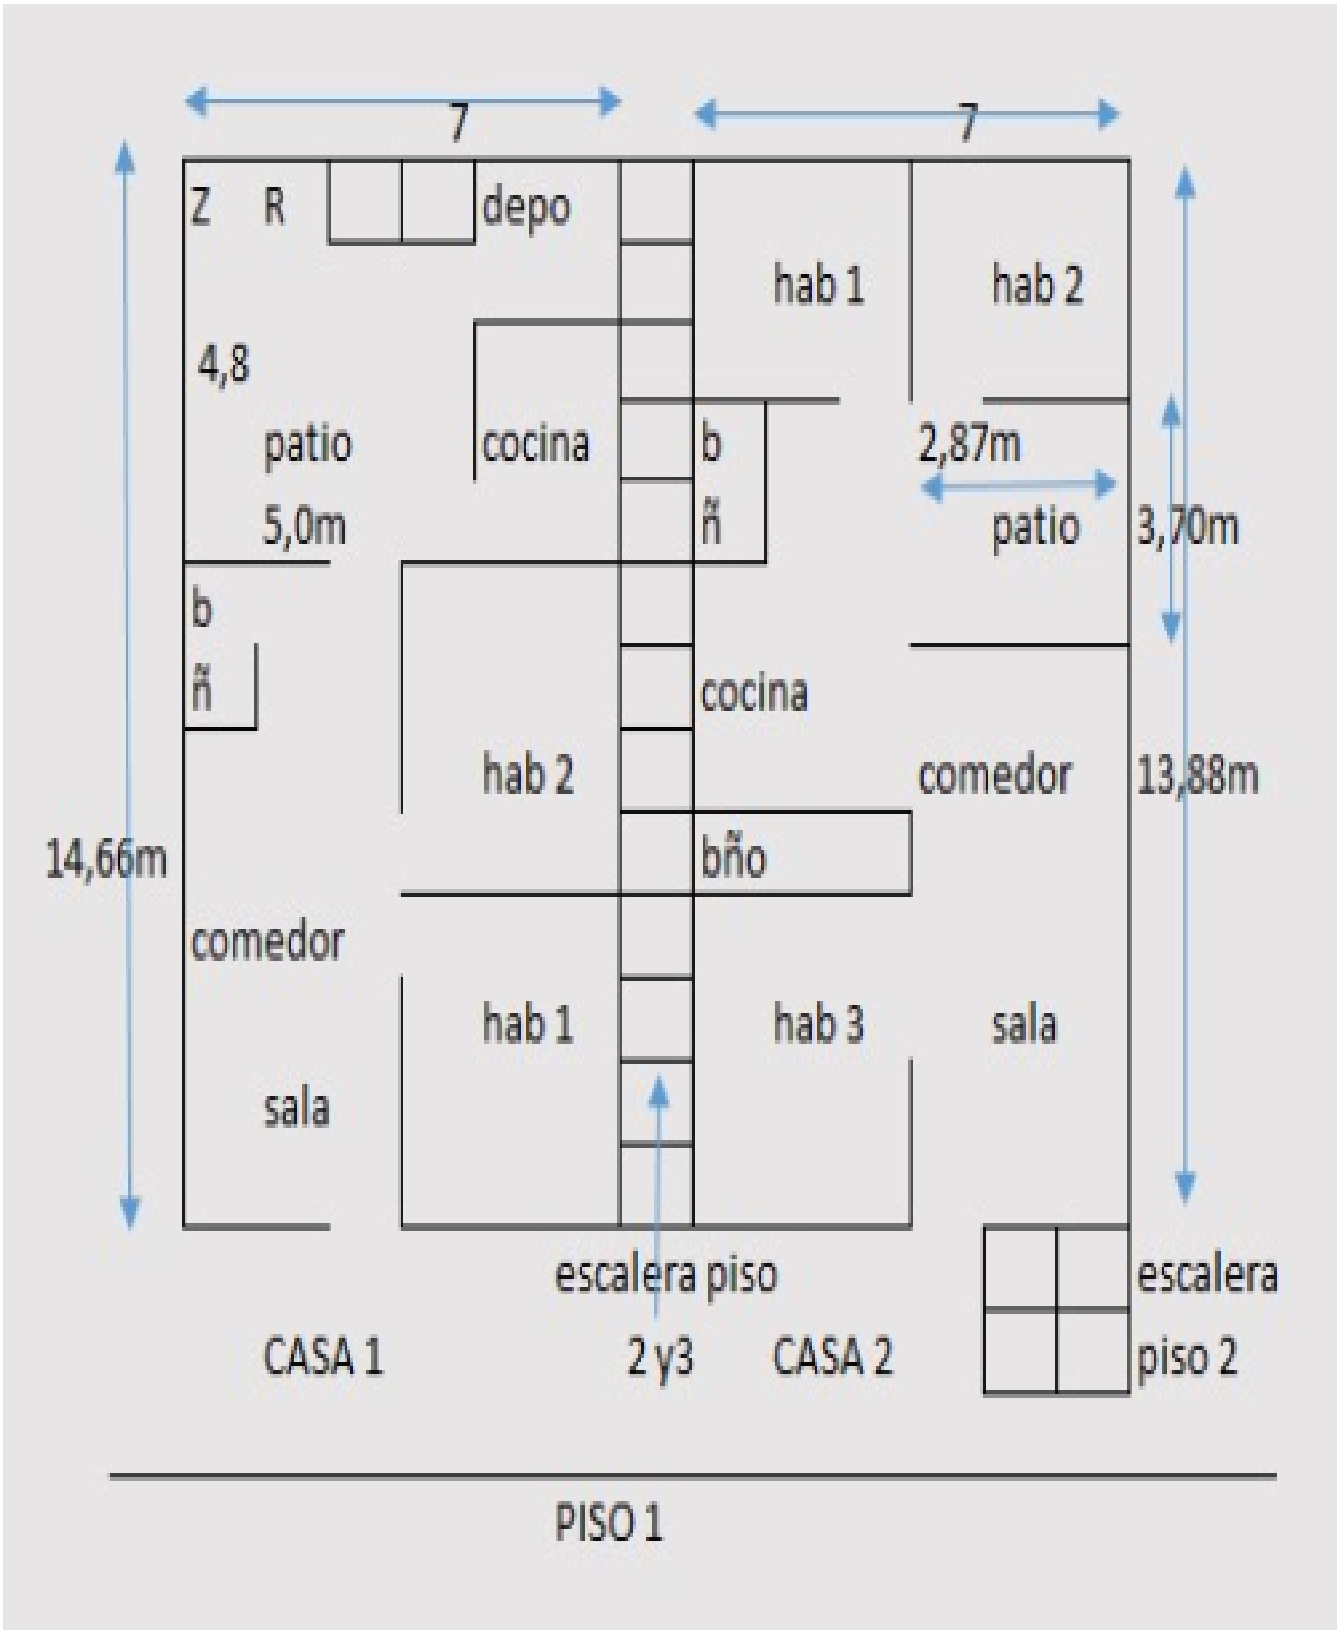 7
7
Z R depo
hab 1 hab 2
4,8
patio cocina b 2,87m
5,0m ñ patio 3,70m
b
ñ cocina
hab 2 comedor 13,88m
14,66m bño
comedor
hab 1 hab 3 sala
sala
escalera piso escalera
CASA 1 2 y3 CASA 2 piso 2
PISO 1